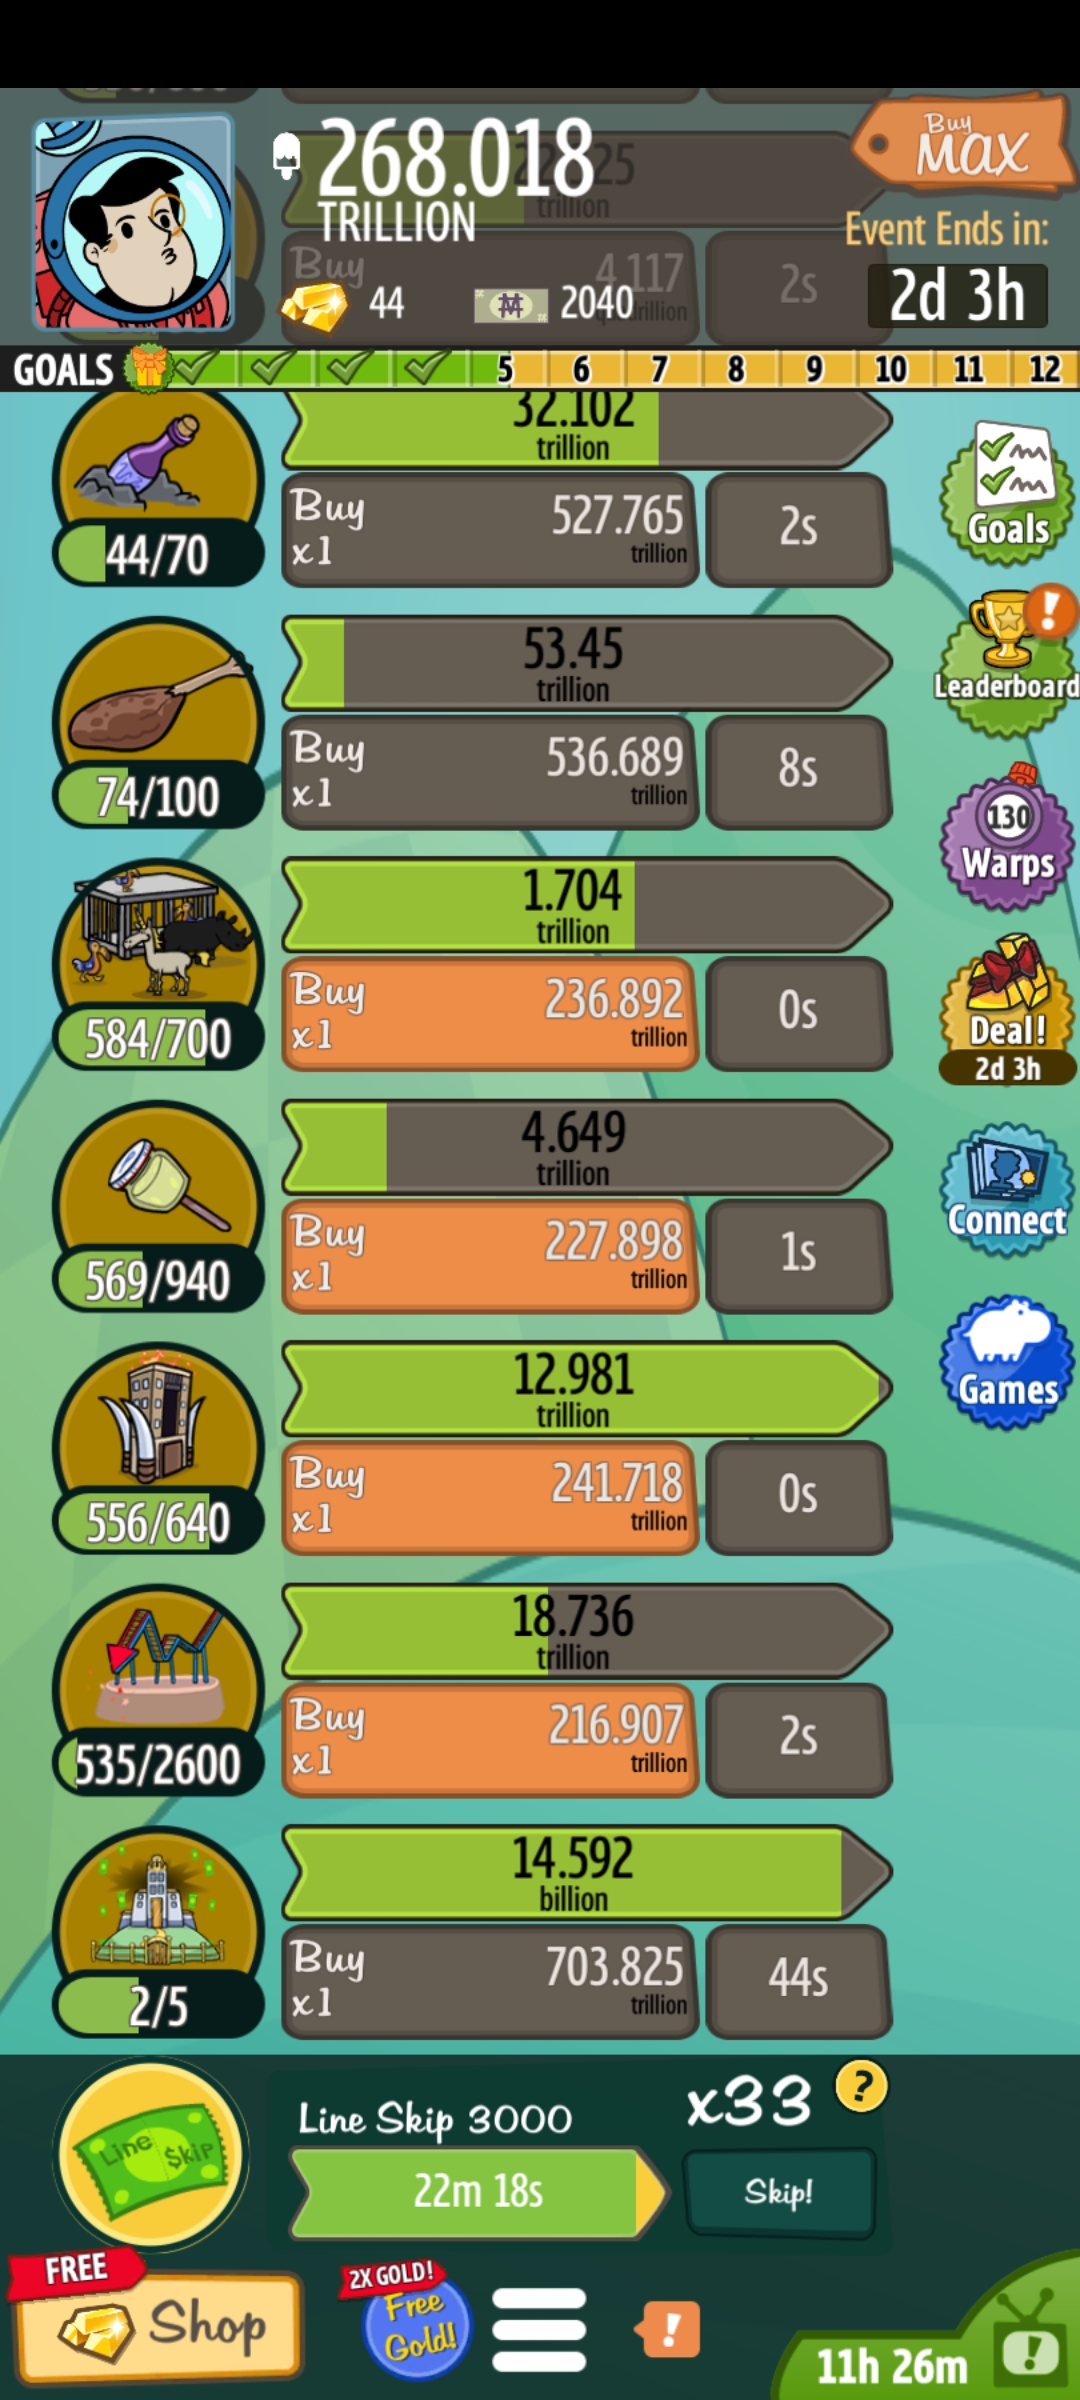 268.018
TRILLION
Buy
MAX
trillion
Event Ends in:
2d 3h
Buy
4.117
2s
44
2040
GOALS 5 6 7 8 9 10 11 12
32.102
trillion
Buy
x1
527.765
trillion
2s
44/70
Goals
53.45
trillion
Leaderboard
Buy
x1
536.689
trillion
8s
74/100
130
Warps
1.704
trillion
Buy
x1
236.892
trillion
0s
584/700
Deal!
2d 3h
4.649
trillion
Buy
x1
227.898
trillion
1s
569/940
Connect
12.981
trillion
Games
Buy
x1
241.718
trillion
0s
556/640
18.736
trillion
Buy
x1
216.907
trillion
2s
535/2600
14.592
billion
Buy
x1
703.825
trillion
44s
2/5
Line Skip 3000
x33
?
Line $kip
22m 18s
Skip!
FREE
Shop
2X GOLD!
Free
Gold!
!
11h 26m